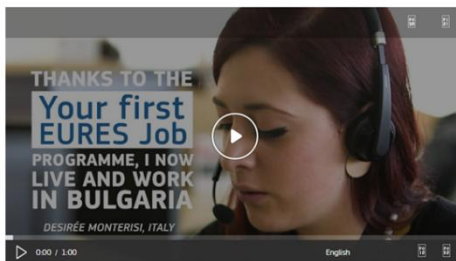 THANKS TO THE
Your first
EURES Job
PROGRAMME, I NOW
LIVE AND WORK
IN BULGARIA
DESIRÉE MONTERISI, ITALY
0:00 / 1:00
English